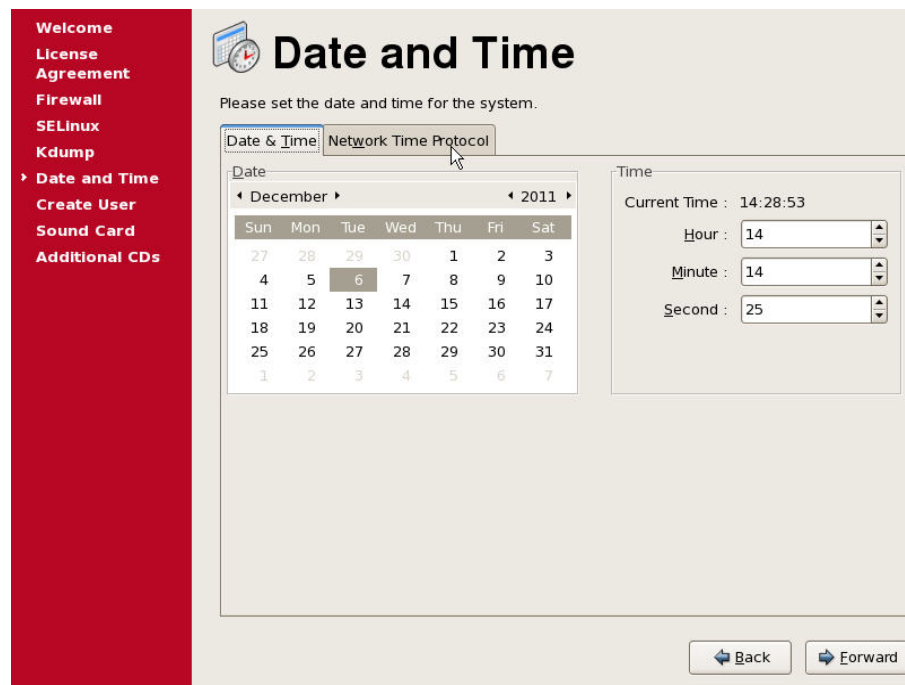 Welcome
License
Agreement
Firewall
SELinux
Kdump
Date and Time
Create User
Sound Card
Additional CDs
Date and Time
Please set the date and time for the system.
Date & Time Network Time Protocol
Date
December 2011
Sun Mon Tue Wed Thu Fri Sat
27 28 29 30 1 2 3
4 5 6 7 8 9 10
11 12 13 14 15 16 17
18 19 20 21 22 23 24
25 26 27 28 29 30 31
1 2 3 4 5 6 7
Time
Current Time : 14:28:53
Hour : 14
Minute : 14
Second : 25
Back Forward